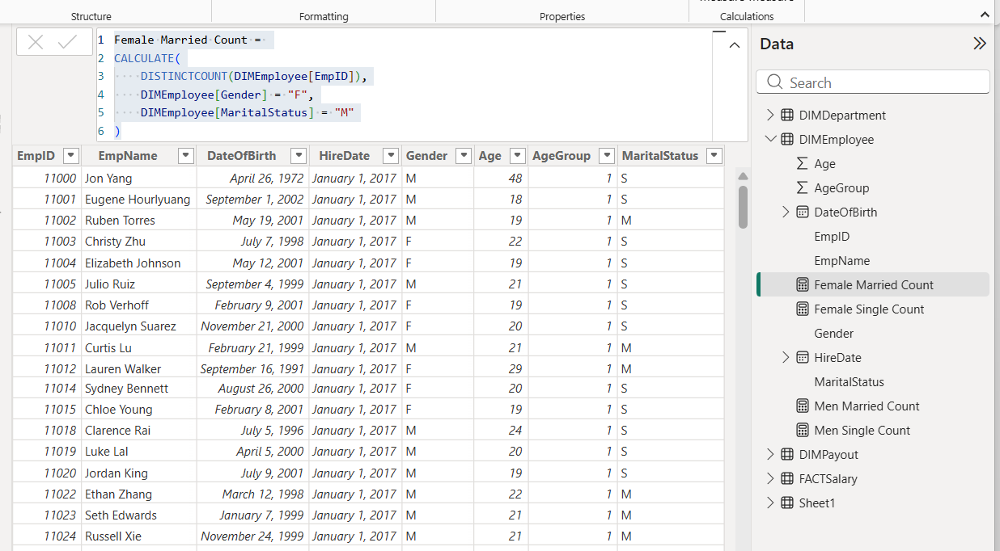 Structure Formatting Properties Calculations
1 Female Married Count =
2 CALCULATE(
3 DISTINCTCOUNT(DIMEmployee[EmpID]),
4 DIMEmployee[Gender] = "F",
5 DIMEmployee[MaritalStatus] = "M"
6 )
EmpID EmpName DateOfBirth HireDate Gender Age AgeGroup MaritalStatus
11000 Jon Yang April 26, 1972 January 1, 2017 M 48 1 S
11001 Eugene Hourlyuang September 1, 2002 January 1, 2017 M 18 1 S
11002 Ruben Torres May 19, 2001 January 1, 2017 M 19 1 M
11003 Christy Zhu July 7, 1998 January 1, 2017 F 22 1 S
11004 Elizabeth Johnson May 12, 2001 January 1, 2017 F 19 1 S
11005 Julio Ruiz September 4, 1999 January 1, 2017 M 21 1 S
11008 Rob Verhoff February 9, 2001 January 1, 2017 F 19 1 S
11010 Jacquelyn Suarez November 21, 2000 January 1, 2017 F 20 1 S
11011 Curtis Lu February 21, 1999 January 1, 2017 M 21 1 M
11012 Lauren Walker September 16, 1991 January 1, 2017 F 29 1 M
11014 Sydney Bennett August 26, 2000 January 1, 2017 F 20 1 S
11015 Chloe Young February 8, 2001 January 1, 2017 F 19 1 S
11018 Clarence Rai July 5, 1996 January 1, 2017 M 24 1 S
11019 Luke Lal April 5, 2000 January 1, 2017 M 20 1 S
11020 Jordan King July 9, 2001 January 1, 2017 M 19 1 S
11022 Ethan Zhang March 12, 1998 January 1, 2017 M 22 1 M
11023 Seth Edwards January 7, 1999 January 1, 2017 M 21 1 M
11024 Russell Xie November 24, 1999 January 1, 2017 M 21 1 M
Data
Search
DIMDepartment
DIMEmployee
Age
AgeGroup
DateOfBirth
EmpID
EmpName
Female Married Count
Female Single Count
Gender
HireDate
MaritalStatus
Men Married Count
Men Single Count
DIMPayout
FACTSalary
Sheet1